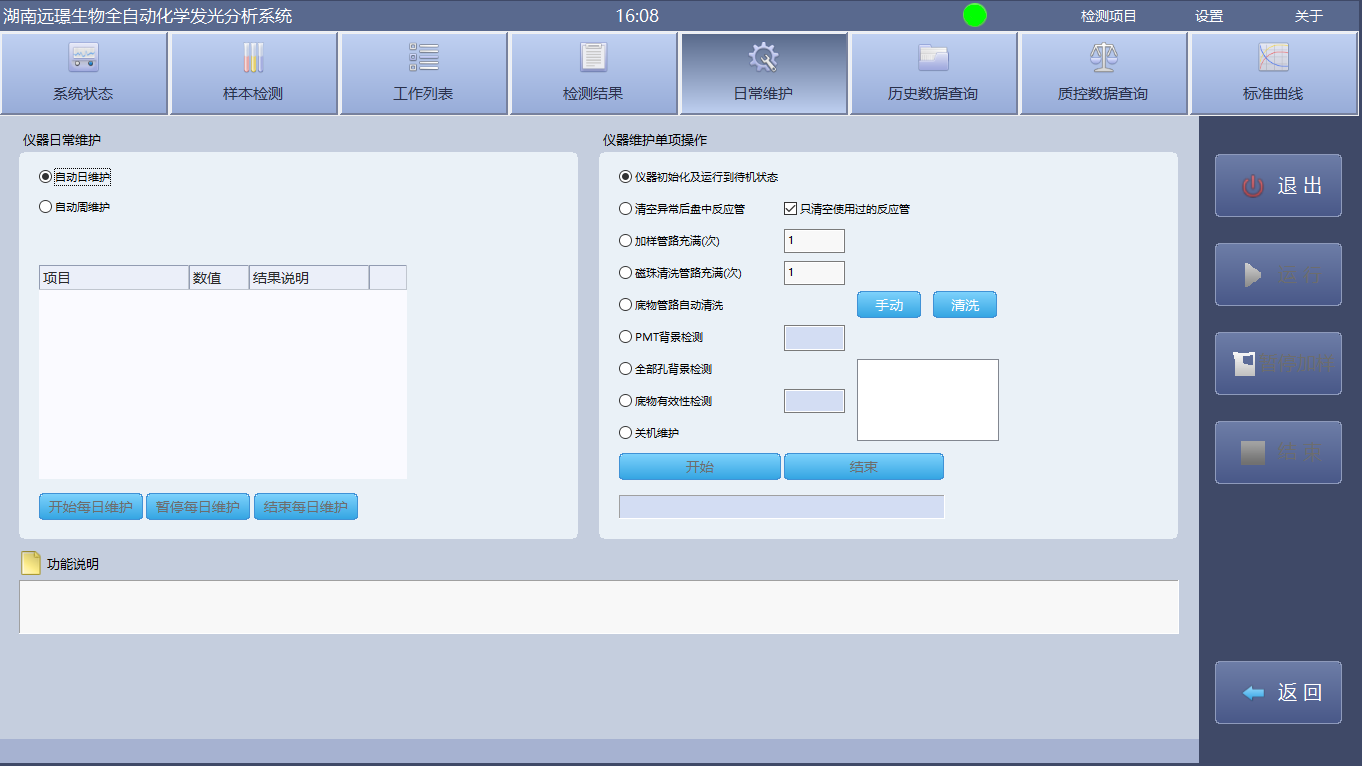 湖南远璟生物全自动化学发光分析系统 16:08 检测项目 设置 关于
系统状态 样本检测 工作列表 检测结果 日常维护 历史数据查询 质控数据查询 标准曲线
仪器日常维护
自动日维护
自动周维护
项目 数值 结果说明
开始每日维护 暂停每日维护 结束每日维护
仪器维护单项操作
仪器初始化及运行到待机状态
清空异常后盘中反应管 只清空使用过的反应管
加样管路充满(次) 1
磁珠清洗管路充满(次) 1
底物管路自动清洗 手动 清洗
PMT背景检测
全部孔背景检测
底物有效性检测
关机维护
开始 结束
功能说明
退出
运行
暂停加样
结束
返回